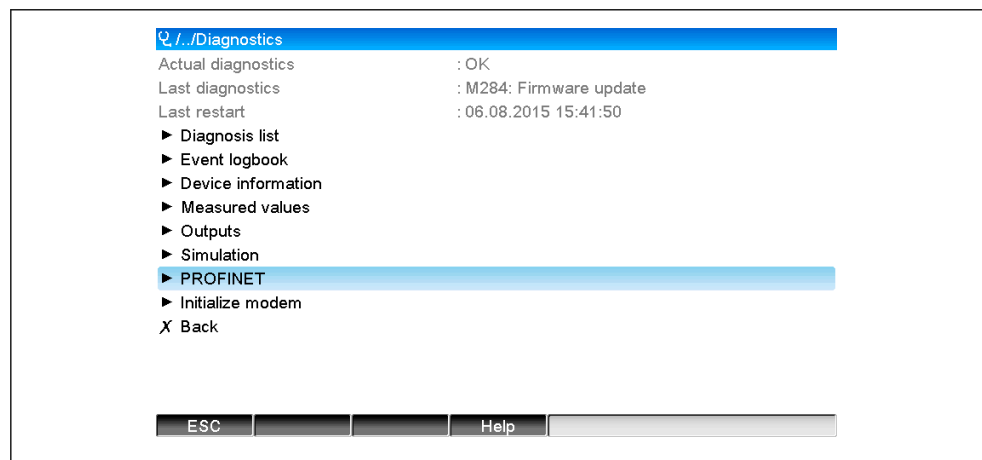 /../Diagnostics
Actual diagnostics : OK
Last diagnostics : M284: Firmware update
Last restart : 06.08.2015 15:41:50
► Diagnosis list
► Event logbook
► Device information
► Measured values
► Outputs
► Simulation
► PROFINET
► Initialize modem
X Back
ESC Help